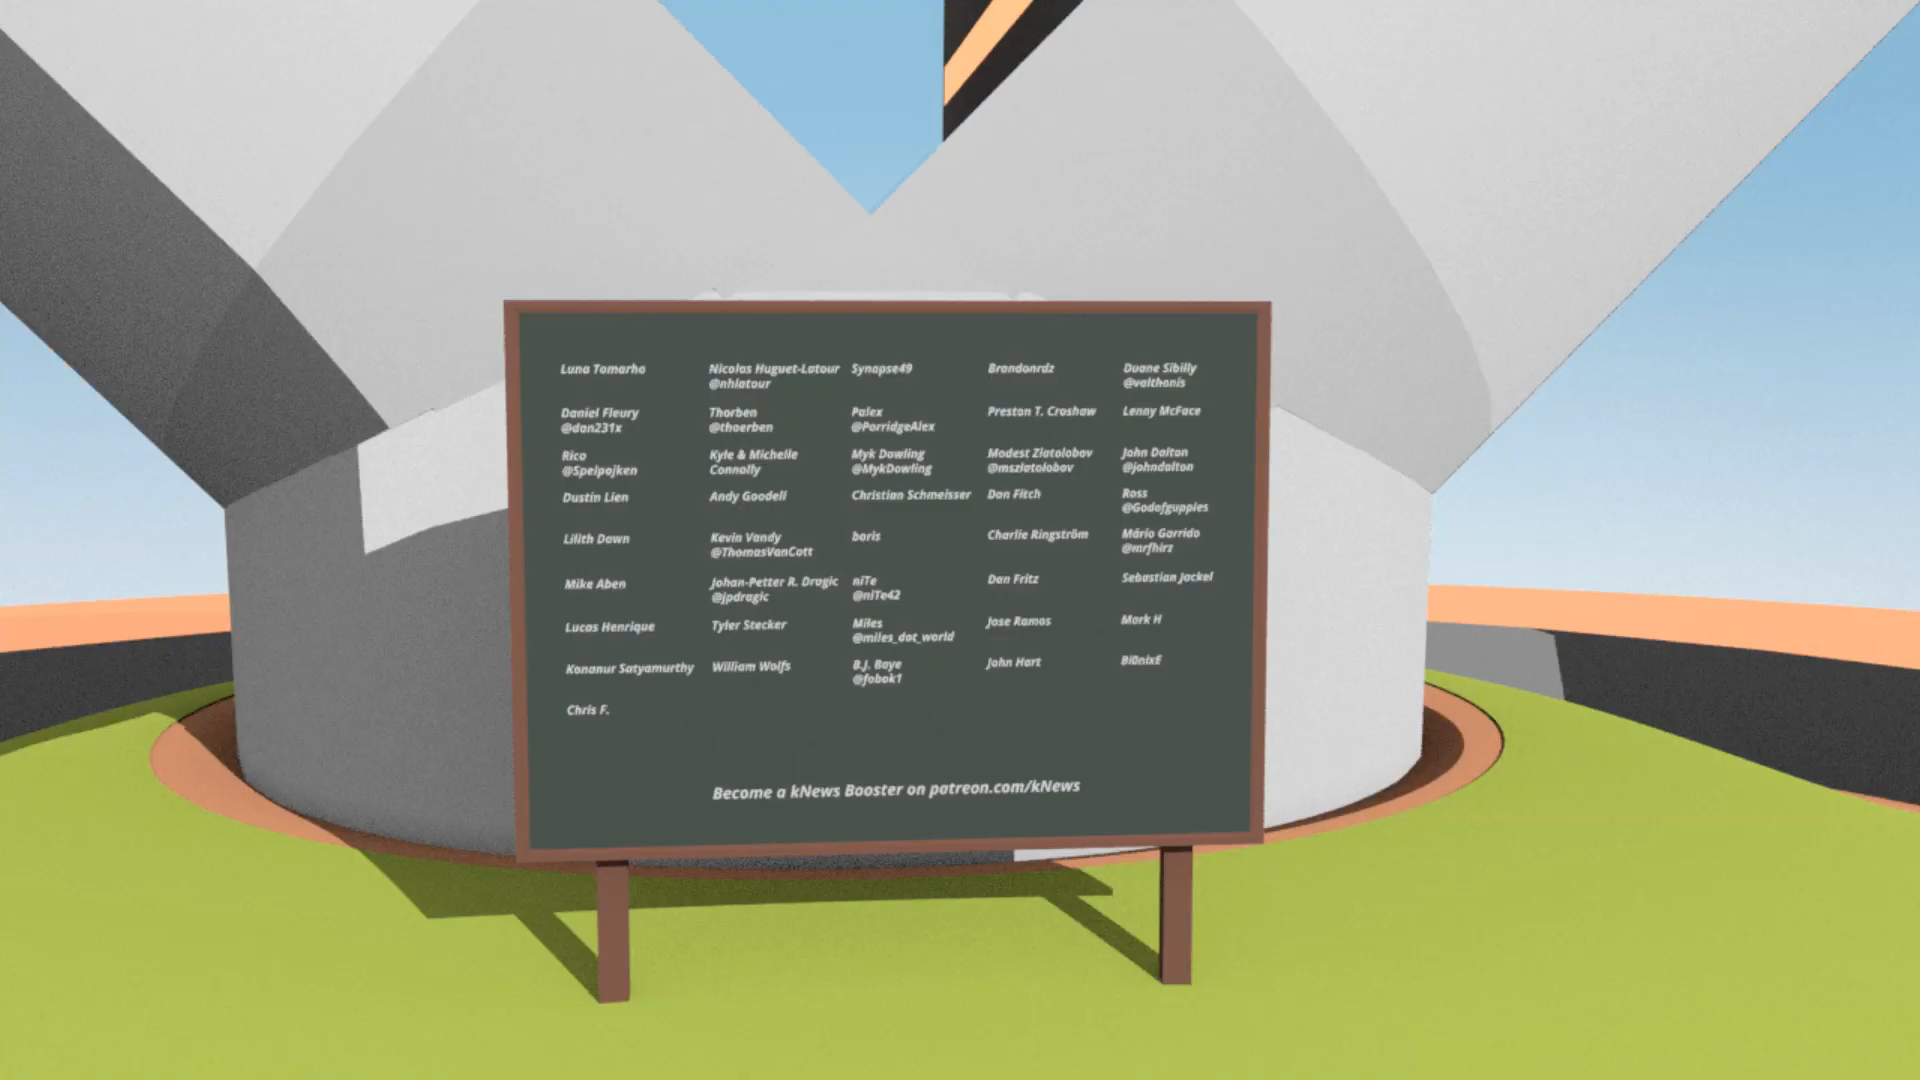 Luna Tomarho
Nicolas Huguet-Latour
@nhlatour
Synapse49
Brandonrdz
Duane Sibilly
@valthonis
Daniel Fleury
@dan231x
Thorben
@thoerben
Palex
@PorridgeAlex
Preston T. Croshaw
Lenny McFace
Rico
@Spelpojken
Kyle & Michelle
Connolly
Myk Dowling
@MykDowling
Modest Zlatolobov
@mszlatolobov
John Dalton
@johndalton
Dustin Lien
Andy Goodell
Christian Schmeisser
Don Fitch
Ross
@Godofguppies
Lilith Dawn
Kevin Vandy
@ThomasVanCott
boris
Charlie Ringström
Mário Garrido
@mrfhirz
Mike Aben
Johan-Petter R. Dragic
@jpdragic
niTe
@niTe42
Dan Fritz
Sebastian Jackel
Lucas Henrique
Tyler Stecker
Miles
@miles_dot_world
Jose Ramos
Mark H
Konanur Satyamurthy
William Wolfs
B.J. Baye
@fobok1
John Hart
Bi0nixE
Chris F.
Become a kNews Booster on patreon.com/kNews